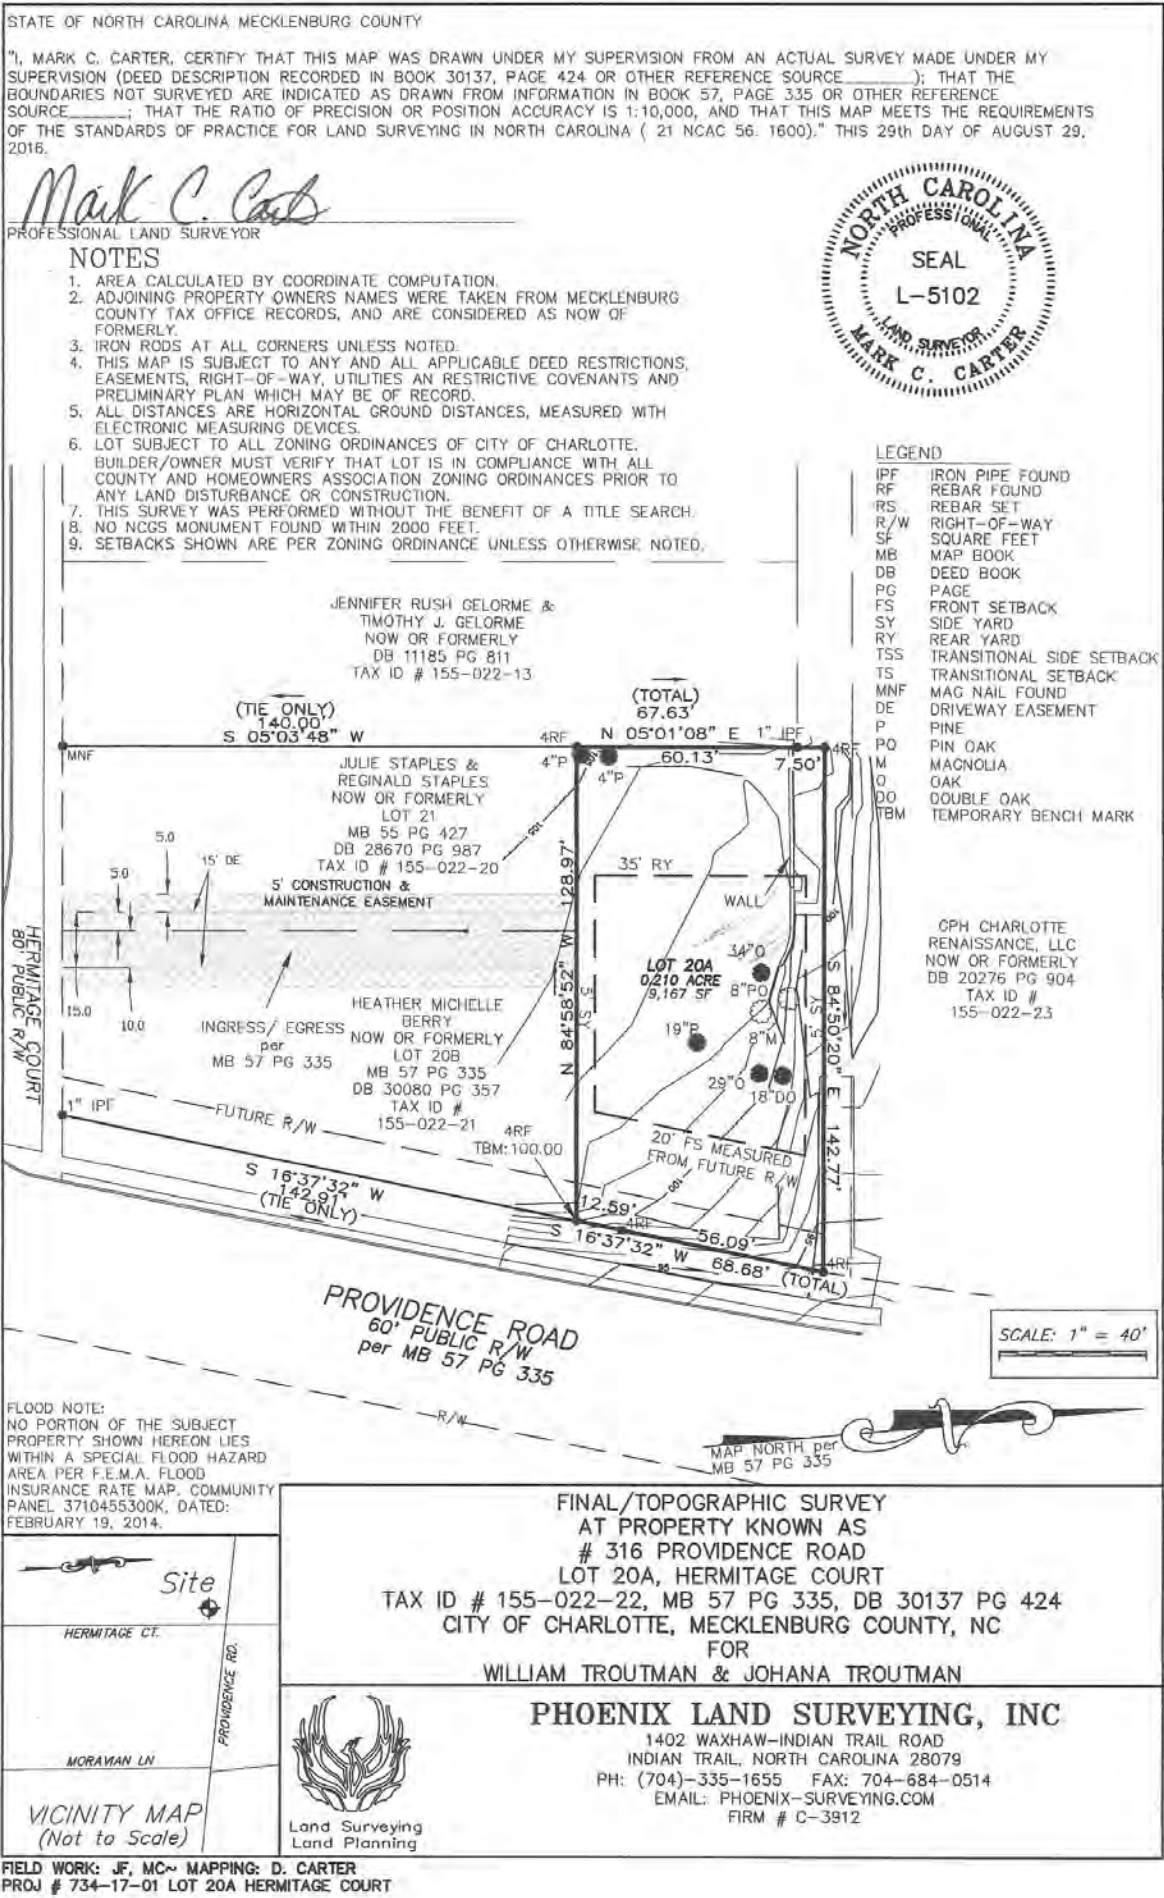 STATE OF NORTH CAROLINA MECKLENBURG COUNTY
"I, MARK C. CARTER, CERTIFY THAT THIS MAP WAS DRAWN UNDER MY SUPERVISION FROM AN ACTUAL SURVEY MADE UNDER MY
SUPERVISION (DEED DESCRIPTION RECORDED IN BOOK 30137, PAGE 424 OR OTHER REFERENCE SOURCE_______); THAT THE
BOUNDARIES NOT SURVEYED ARE INDICATED AS DRAWN FROM INFORMATION IN BOOK 57, PAGE 335 OR OTHER REFERENCE
SOURCE______; THAT THE RATIO OF PRECISION OR POSITION ACCURACY IS 1:10,000, AND THAT THIS MAP MEETS THE REQUIREMENTS
OF THE STANDARDS OF PRACTICE FOR LAND SURVEYING IN NORTH CAROLINA ( 21 NCAC 56. 1600)." THIS 29th DAY OF AUGUST 29,
2016.
Mark C. Carter
PROFESSIONAL LAND SURVEYOR
NORTH CAROLINA
PROFESSIONAL
SEAL
L-5102
LAND SURVEYOR
MARK C. CARTER
NOTES
1. AREA CALCULATED BY COORDINATE COMPUTATION.
2. ADJOINING PROPERTY OWNERS NAMES WERE TAKEN FROM MECKLENBURG
COUNTY TAX OFFICE RECORDS, AND ARE CONSIDERED AS NOW OF
FORMERLY.
3. IRON RODS AT ALL CORNERS UNLESS NOTED.
4. THIS MAP IS SUBJECT TO ANY AND ALL APPLICABLE DEED RESTRICTIONS,
EASEMENTS, RIGHT-OF-WAY, UTILITIES AN RESTRICTIVE COVENANTS AND
PRELIMINARY PLAN WHICH MAY BE OF RECORD.
5. ALL DISTANCES ARE HORIZONTAL GROUND DISTANCES, MEASURED WITH
ELECTRONIC MEASURING DEVICES.
6. LOT SUBJECT TO ALL ZONING ORDINANCES OF CITY OF CHARLOTTE.
BUILDER/OWNER MUST VERIFY THAT LOT IS IN COMPLIANCE WITH ALL
COUNTY AND HOMEOWNERS ASSOCIATION ZONING ORDINANCES PRIOR TO
ANY LAND DISTURBANCE OR CONSTRUCTION.
7. THIS SURVEY WAS PERFORMED WITHOUT THE BENEFIT OF A TITLE SEARCH.
8. NO NCGS MONUMENT FOUND WITHIN 2000 FEET.
9. SETBACKS SHOWN ARE PER ZONING ORDINANCE UNLESS OTHERWISE NOTED.
LEGEND
IPF IRON PIPE FOUND
RF REBAR FOUND
RS REBAR SET
R/W RIGHT-OF-WAY
SF SQUARE FEET
MB MAP BOOK
DB DEED BOOK
PG PAGE
FS FRONT SETBACK
SY SIDE YARD
RY REAR YARD
TSS TRANSITIONAL SIDE SETBACK
TS TRANSITIONAL SETBACK
MNF MAG NAIL FOUND
DE DRIVEWAY EASEMENT
P PINE
PO PIN OAK
M MAGNOLIA
O OAK
DO DOUBLE OAK
TBM TEMPORARY BENCH MARK
JENNIFER RUSH GELORME &
TIMOTHY J. GELORME
NOW OR FORMERLY
DB 11185 PG 811
TAX ID # 155-022-13
(TIE ONLY)
140.00'
S 05°03'48" W
(TOTAL)
67.63'
4RF
N 05°01'08" E
1" IPF
4RF
MNF
4"P
4"P
60.13'
7.50'
JULIE STAPLES &
REGINALD STAPLES
NOW OR FORMERLY
LOT 21
MB 55 PG 427
DB 28670 PG 987
TAX ID # 155-022-20
100
5.0
5.0
15' DE
5' CONSTRUCTION &
MAINTENANCE EASEMENT
N 84°58'52" W 128.97'
35' RY
WALL
100
HERMITAGE COURT
80' PUBLIC R/W
15.0
10.0
INGRESS/ EGRESS
per
MB 57 PG 335
HEATHER MICHELLE
BERRY
NOW OR FORMERLY
LOT 20B
MB 57 PG 335
DB 30080 PG 357
TAX ID #
155-022-21
5' SY
LOT 20A
0.210 ACRE
9,167 SF
34"O
8"PO
19"P
8"M
29"O
18"DO
5' SY
S 84°50'20" E 142.77'
CPH CHARLOTTE
RENAISSANCE, LLC
NOW OR FORMERLY
DB 20276 PG 904
TAX ID #
155-022-23
1" IPF
FUTURE R/W
4RF
TBM: 100.00
20' FS MEASURED
FROM FUTURE R/W
100
S 16°37'32" W
142.91'
(TIE ONLY)
12.59'
4RF
S 16°37'32" W
56.09'
68.68' (TOTAL)
95
95
4RF
PROVIDENCE ROAD
60' PUBLIC R/W
per MB 57 PG 335
SCALE: 1" = 40'
R/W
MAP NORTH per
MB 57 PG 335
FLOOD NOTE:
NO PORTION OF THE SUBJECT
PROPERTY SHOWN HEREON LIES
WITHIN A SPECIAL FLOOD HAZARD
AREA PER F.E.M.A. FLOOD
INSURANCE RATE MAP. COMMUNITY
PANEL 3710455300K, DATED:
FEBRUARY 19, 2014.
Site
HERMITAGE CT.
PROVIDENCE RD.
MORAVIAN LN
VICINITY MAP
(Not to Scale)
FINAL/TOPOGRAPHIC SURVEY
AT PROPERTY KNOWN AS
# 316 PROVIDENCE ROAD
LOT 20A, HERMITAGE COURT
TAX ID # 155-022-22, MB 57 PG 335, DB 30137 PG 424
CITY OF CHARLOTTE, MECKLENBURG COUNTY, NC
FOR
WILLIAM TROUTMAN & JOHANA TROUTMAN
Land Surveying
Land Planning
PHOENIX LAND SURVEYING, INC
1402 WAXHAW-INDIAN TRAIL ROAD
INDIAN TRAIL, NORTH CAROLINA 28079
PH: (704)-335-1655 FAX: 704-684-0514
EMAIL: PHOENIX-SURVEYING.COM
FIRM # C-3912
FIELD WORK: JF, MC~ MAPPING: D. CARTER
PROJ # 734-17-01 LOT 20A HERMITAGE COURT